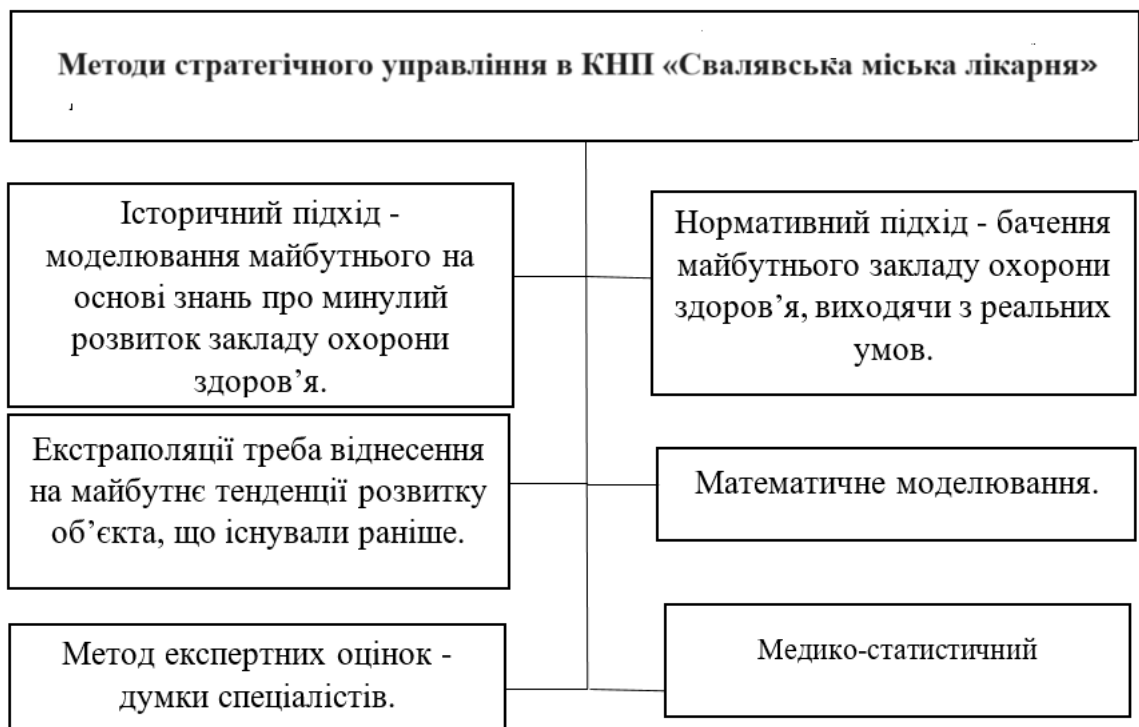 Методи стратегічного управління в КНП «Свалявська міська лікарня»
Історичний підхід -
моделювання майбутнього на
основі знань про минулий
розвиток закладу охорони
здоров’я.
Нормативний підхід - бачення
майбутнього закладу охорони
здоров’я, виходячи з реальних
умов.
Екстраполяції треба віднесення
на майбутнє тенденції розвитку
об’єкта, що існували раніше.
Математичне моделювання.
Метод експертних оцінок -
думки спеціалістів.
Медико-статистичний